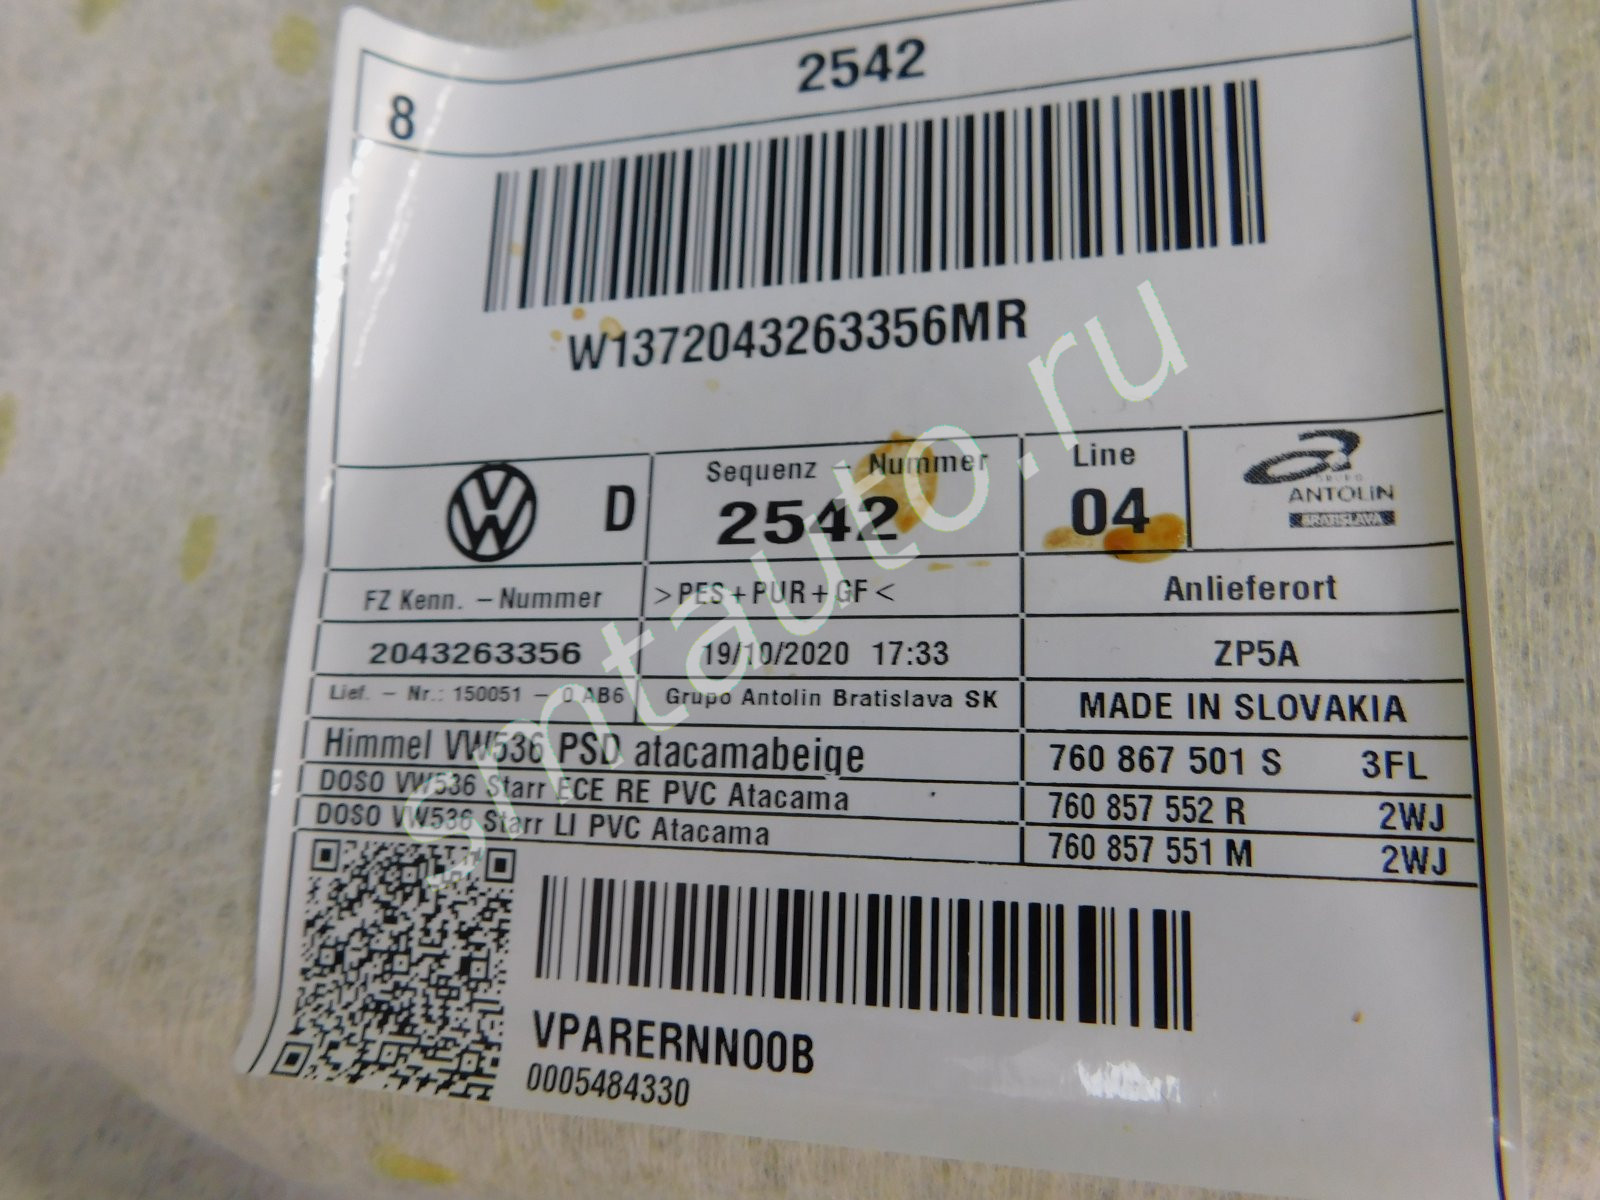 2542
8
W1372043263356MR
D
Sequenz – Nummer
2542
Line
04
GRUPO
ANTOLIN
BRATISLAVA
FZ Kenn. – Nummer
>PES+PUR+GF<
Anlieferort
2043263356
19/10/2020 17:33
ZP5A
Lief. – Nr.: 150051 – 0 AB6
Grupo Antolin Bratislava SK
MADE IN SLOVAKIA
Himmel VW536 PSD atacamabeige
760 867 501 S 3FL
DOSO VW536 Starr ECE RE PVC Atacama
760 857 552 R 2WJ
DOSO VW536 Starr LI PVC Atacama
760 857 551 M 2WJ
VPARERNN00B
0005484330
smtauto.ru